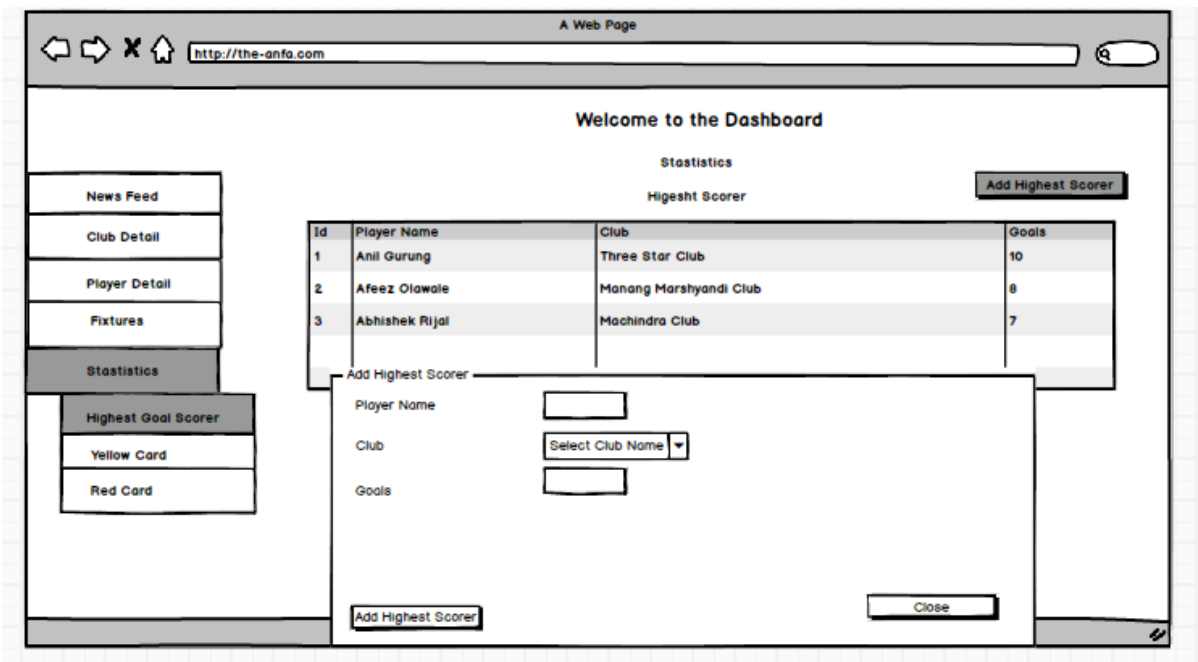 A Web Page
http://the-anfa.com
Welcome to the Dashboard
Stastistics
Higesht Scorer
Add Highest Scorer
News Feed
Club Detail
Player Detail
Fixtures
Stastistics
Highest Goal Scorer
Yellow Card
Red Card
Id Player Name Club Goals
1 Anil Gurung Three Star Club 10
2 Afeez Olawale Manang Marshyandi Club 8
3 Abhishek Rijal Machindra Club 7
Add Highest Scorer
Player Name
Club Select Club Name
Goals
Add Highest Scorer
Close